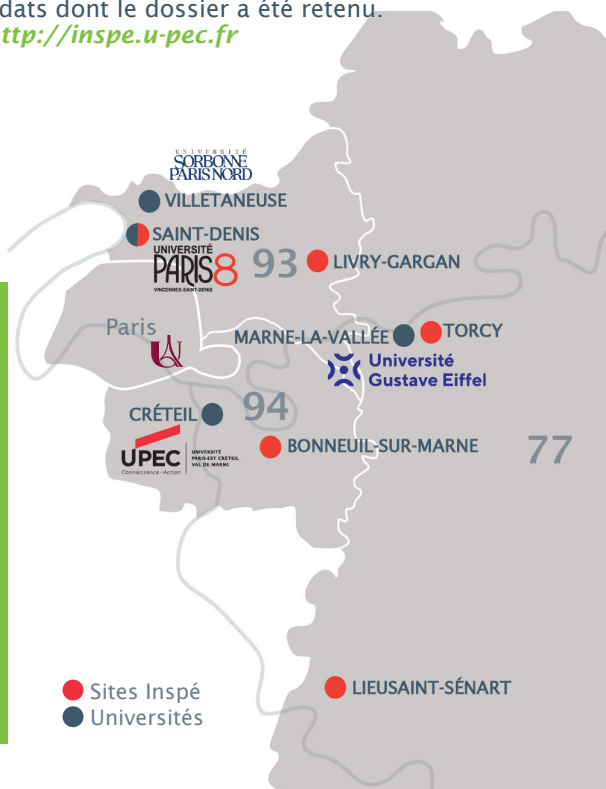 dats dont le dossier a été retenu.
ttp://inspe.u-pec.fr
UNIVERSITÉ
SORBONNE
PARIS NORD
VILLETANEUSE
SAINT-DENIS
UNIVERSITÉ
PARIS8
VINCENNES-SAINT-DENIS
93
LIVRY-GARGAN
Paris
MARNE-LA-VALLÉE
TORCY
Université
Gustave Eiffel
CRÉTEIL
94
UPEC
Connaissance - Action
UNIVERSITÉ
PARIS-EST CRÉTEIL
VAL DE MARNE
BONNEUIL-SUR-MARNE
77
LIEUSAINT-SÉNART
Sites Inspé
Universités